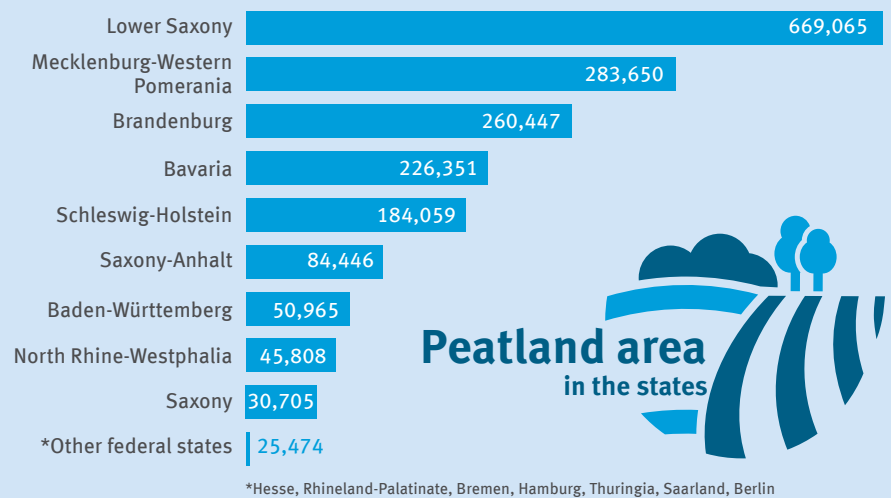 Lower Saxony 669,065
Mecklenburg-Western
Pomerania 283,650
Brandenburg 260,447
Bavaria 226,351
Schleswig-Holstein 184,059
Saxony-Anhalt 84,446
Baden-Württemberg 50,965
North Rhine-Westphalia 45,808
Saxony 30,705
*Other federal states 25,474
Peatland area
in the states
*Hesse, Rhineland-Palatinate, Bremen, Hamburg, Thuringia, Saarland, Berlin